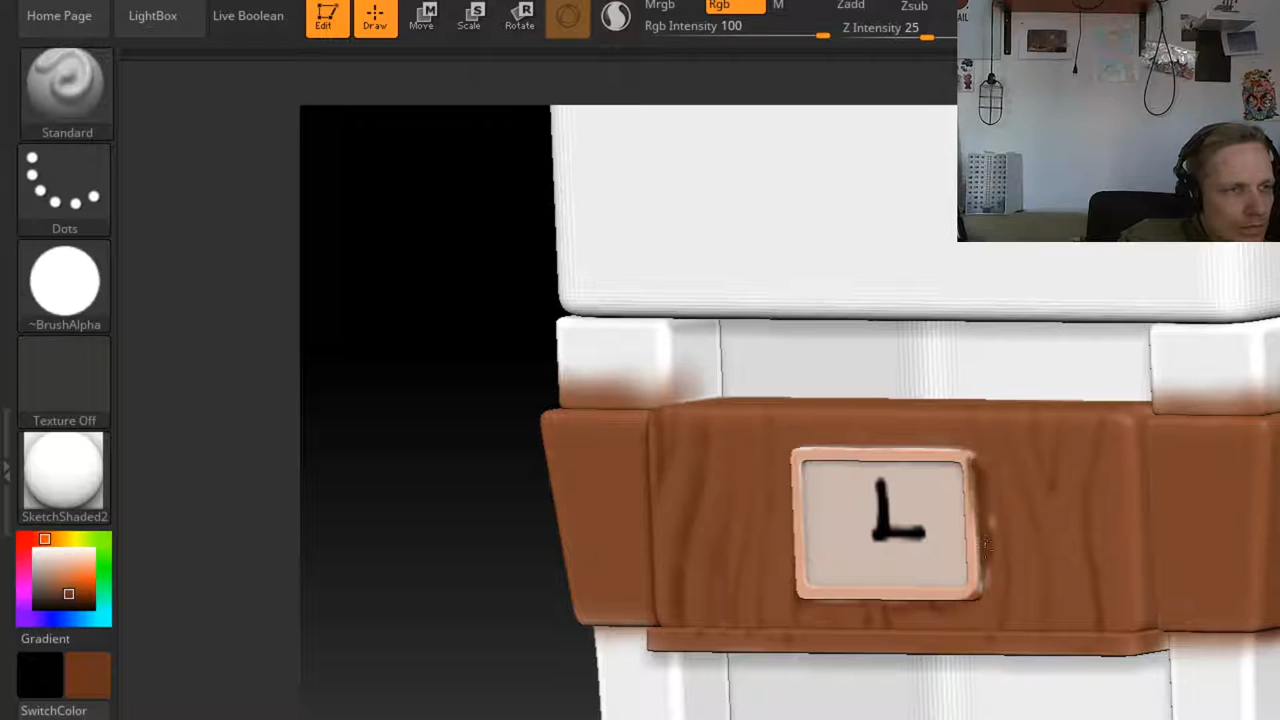 Home Page
LightBox
Live Boolean
Edit
Draw
Move
Scale
Rotate
Mrgb
Rgb
M
Zadd
Zsub
Rgb Intensity 100
Z Intensity 25
Standard
Dots
~BrushAlpha
Texture Off
SketchShaded2
Gradient
SwitchColor
AIL
L